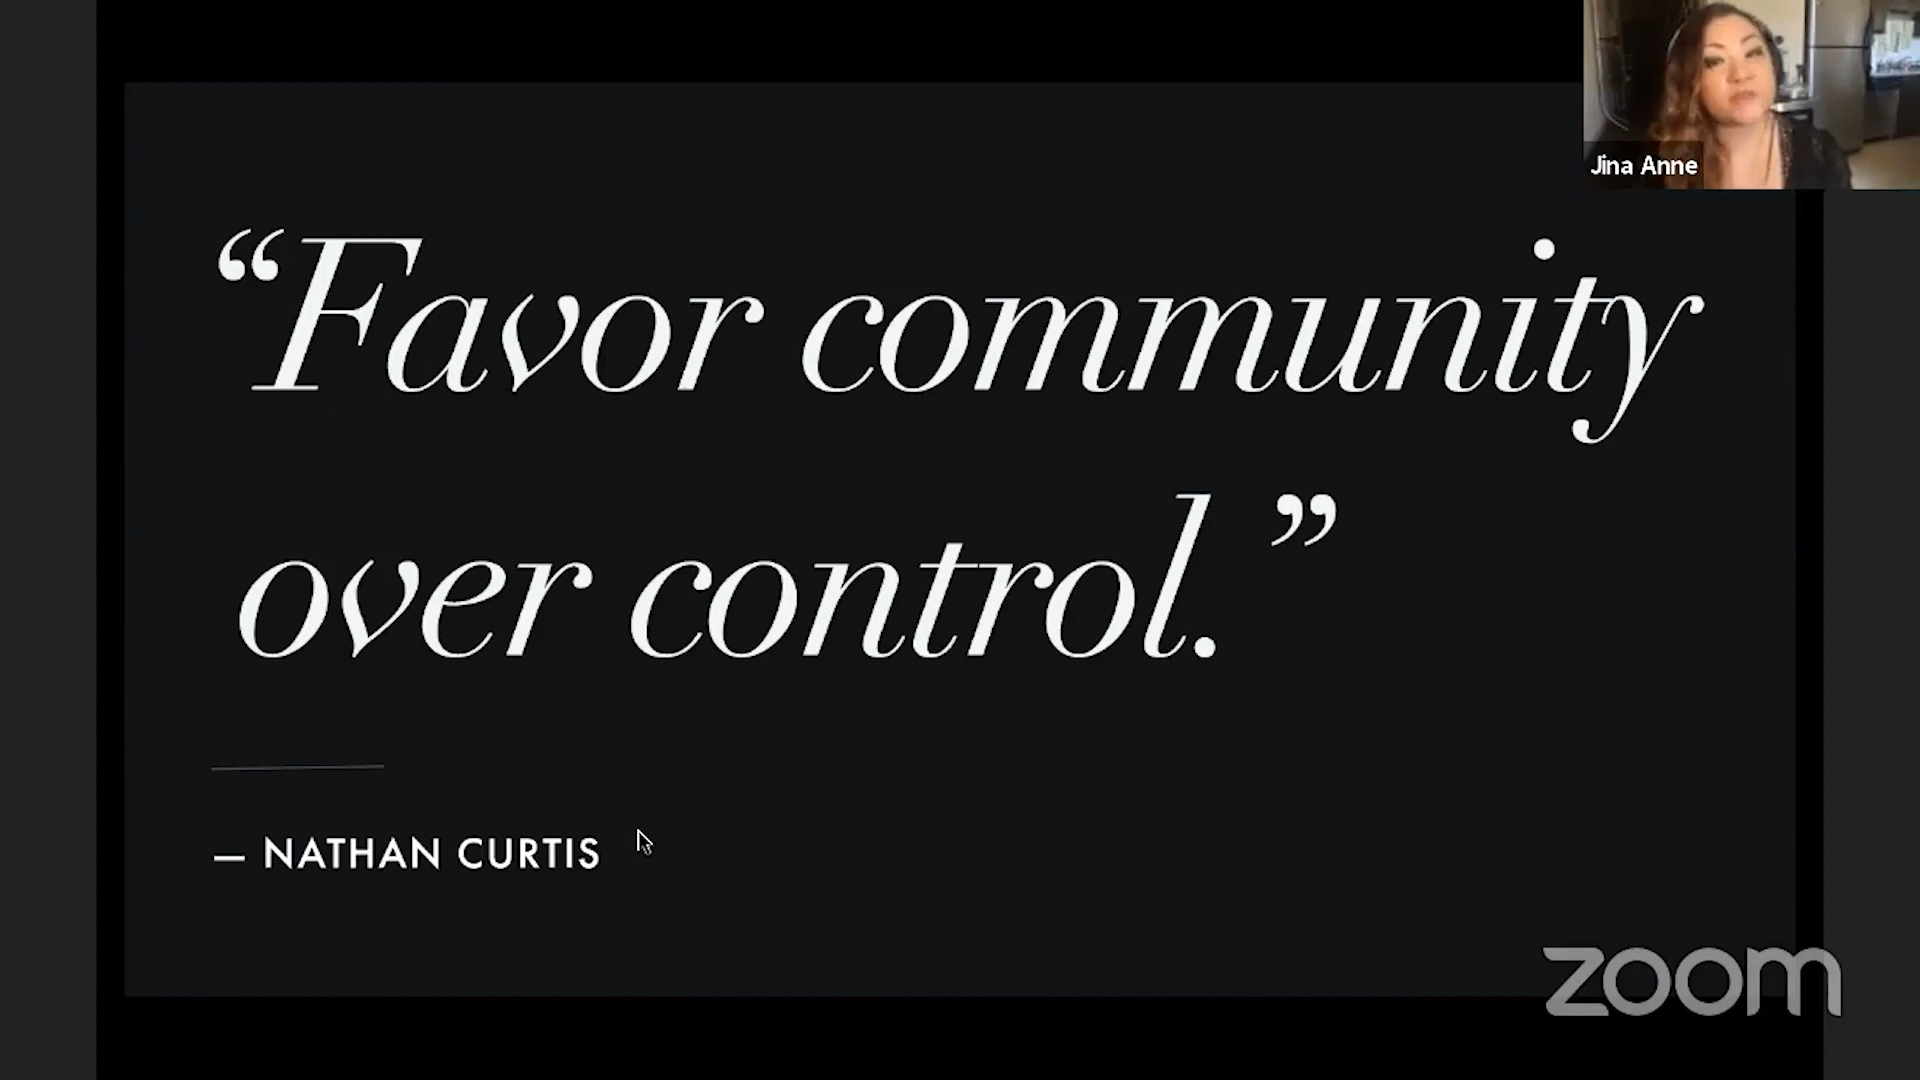 Jina Anne
“Favor community
over control.”
— NATHAN CURTIS
zoom